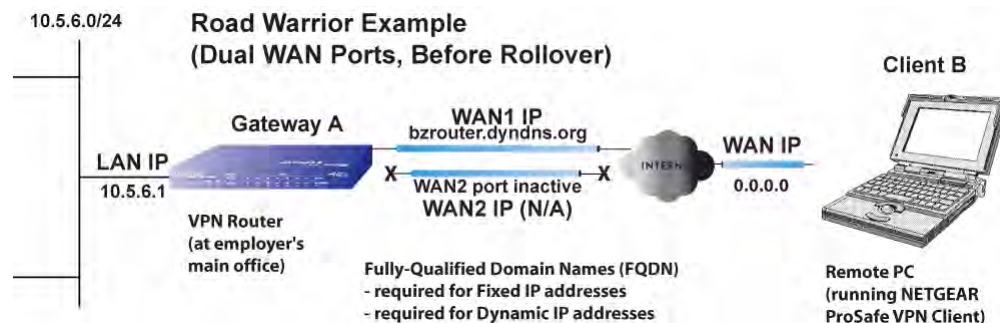 10.5.6.0/24
Road Warrior Example
(Dual WAN Ports, Before Rollover)
Client B
Gateway A
WAN1 IP
bzrouter.dyndns.org
WAN IP
LAN IP
INTERN
10.5.6.1
X
X
WAN2 port inactive
WAN2 IP (N/A)
0.0.0.0
VPN Router
(at employer's
main office)
Fully-Qualified Domain Names (FQDN)
- required for Fixed IP addresses
- required for Dynamic IP addresses
Remote PC
(running NETGEAR
ProSafe VPN Client)